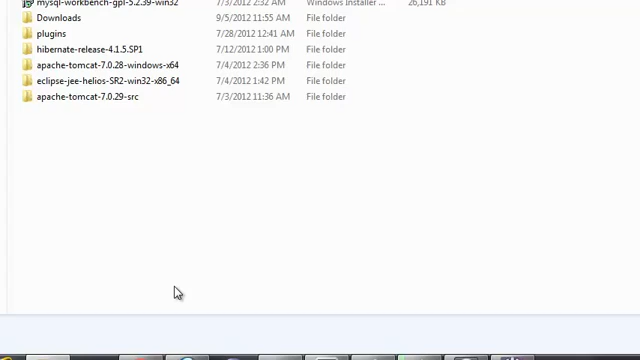 mysql-workbench-gpl-5.2.39-win32 7/3/2012 2:32 AM Windows Installer ... 26,191 KB
Downloads 9/5/2012 11:55 AM File folder
plugins 7/28/2012 12:41 AM File folder
hibernate-release-4.1.5.SP1 7/12/2012 1:00 PM File folder
apache-tomcat-7.0.28-windows-x64 7/4/2012 2:36 PM File folder
eclipse-jee-helios-SR2-win32-x86_64 7/4/2012 1:42 PM File folder
apache-tomcat-7.0.29-src 7/3/2012 11:36 AM File folder